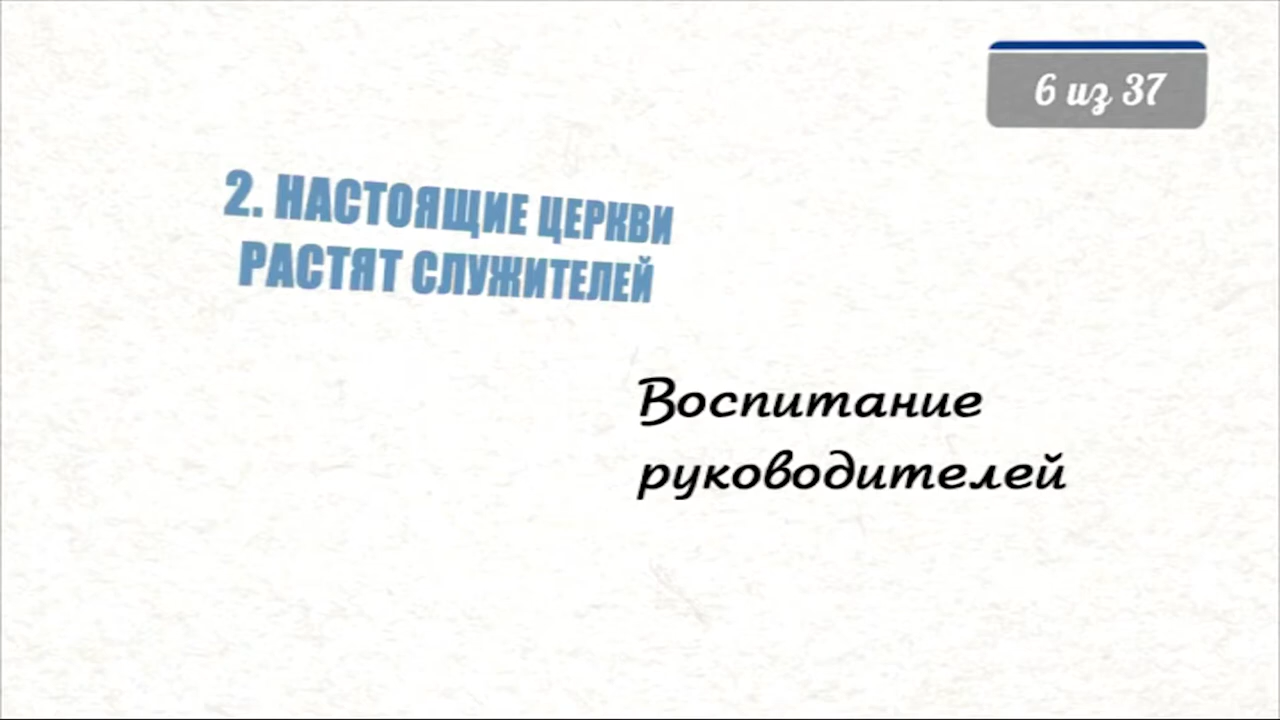 6 из 37
2. НАСТОЯЩИЕ ЦЕРКВИ
РАСТЯТ СЛУЖИТЕЛЕЙ
Воспитание
руководителей